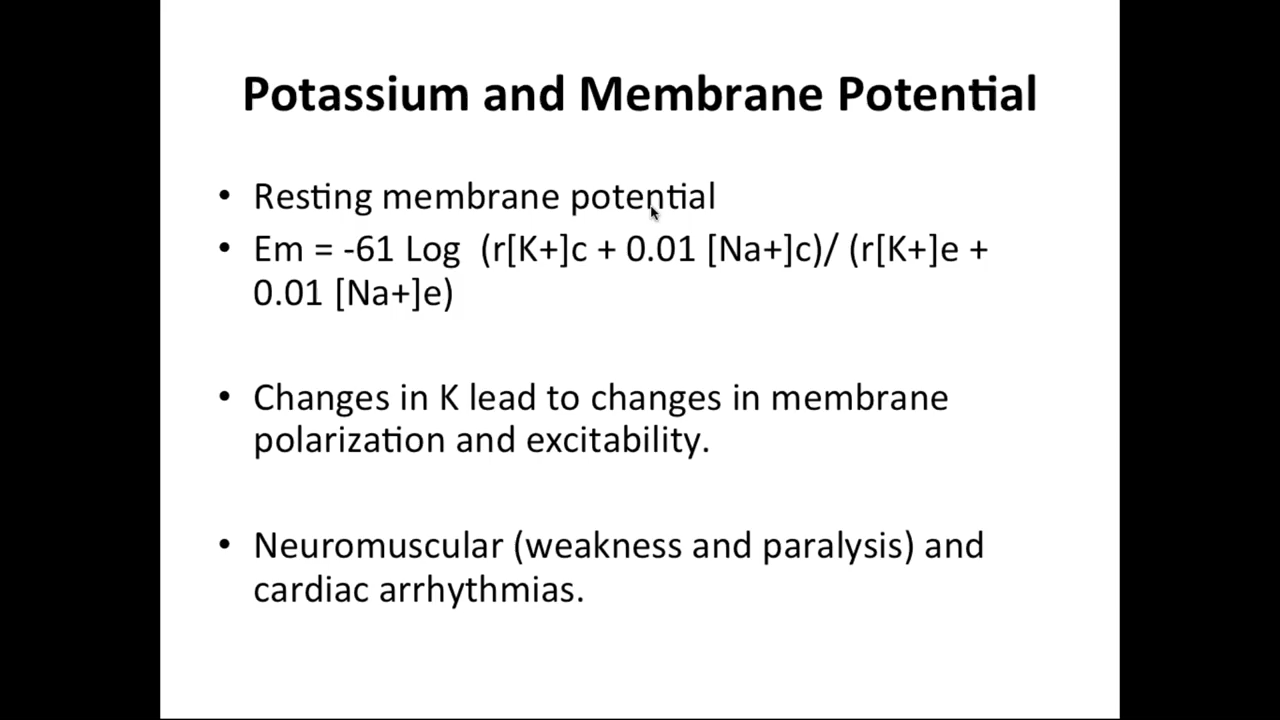 Potassium and Membrane Potential
• Resting membrane potential
• Em = -61 Log  (r[K+]c + 0.01 [Na+]c)/ (r[K+]e +
0.01 [Na+]e)
• Changes in K lead to changes in membrane
polarization and excitability.
• Neuromuscular (weakness and paralysis) and
cardiac arrhythmias.